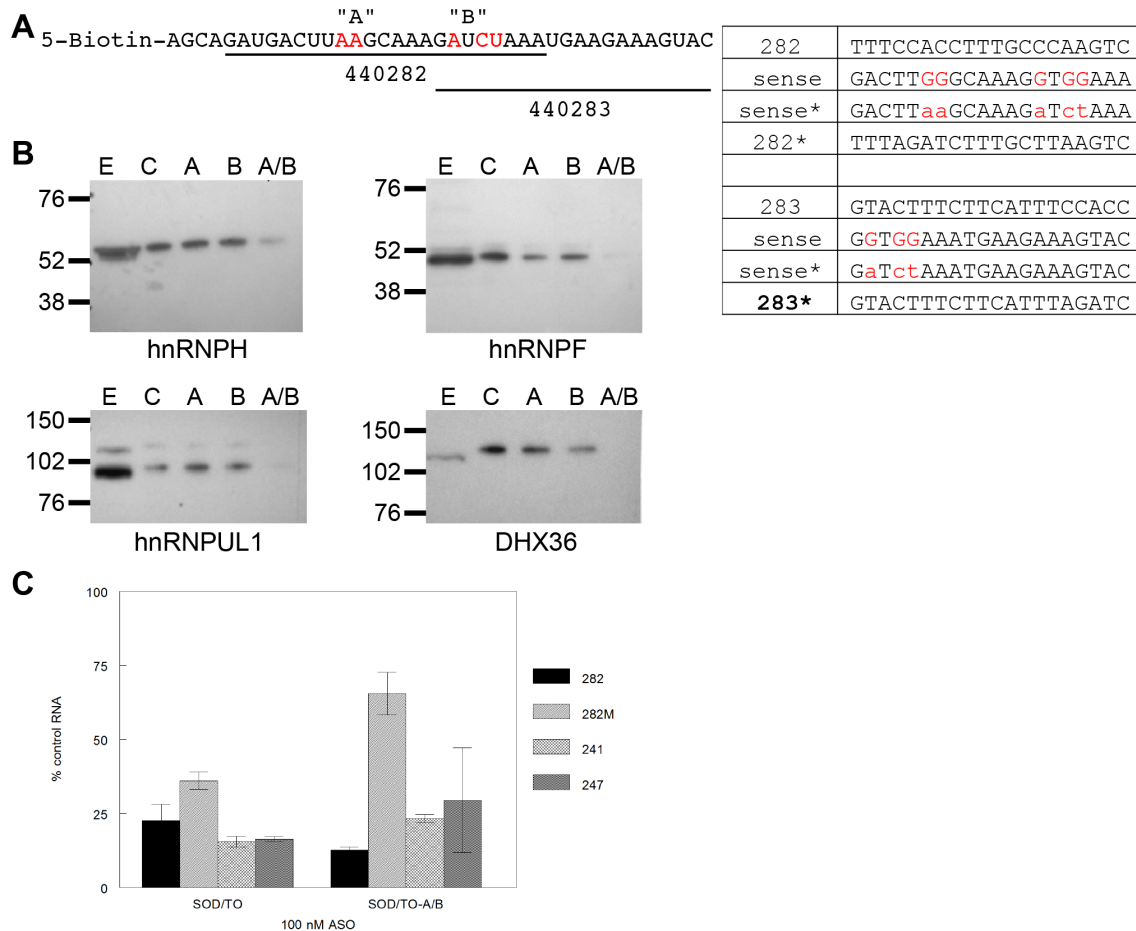 A
"A" "B"
5-Biotin-AGCAGAUGACUUAAGCAAAGAUCUAAAUGAAGAAAGUAC
440282
440283
282 TTTCCACCTTTGCCCAAGTC
sense GACTTGGGCAAAGGTGGAAA
sense* GACTTaaGCAAAGaTctAAA
282* TTTAGATCTTTGCTTAAGTC
283 GTACTTTCTTCATTTCCACC
sense GGTGGAAATGAAGAAAGTAC
sense* GaTctAAATGAAGAAAGTAC
283* GTACTTTCTTCATTTAGATC
B
E C A B A/B
76
52
38
hnRNPH
E C A B A/B
76
52
38
hnRNPF
E C A B A/B
150
102
76
hnRNPUL1
E C A B A/B
150
102
76
DHX36
C
100
75
50
25
0
% control RNA
SOD/TO SOD/TO-A/B
100 nM ASO
282
282M
241
247